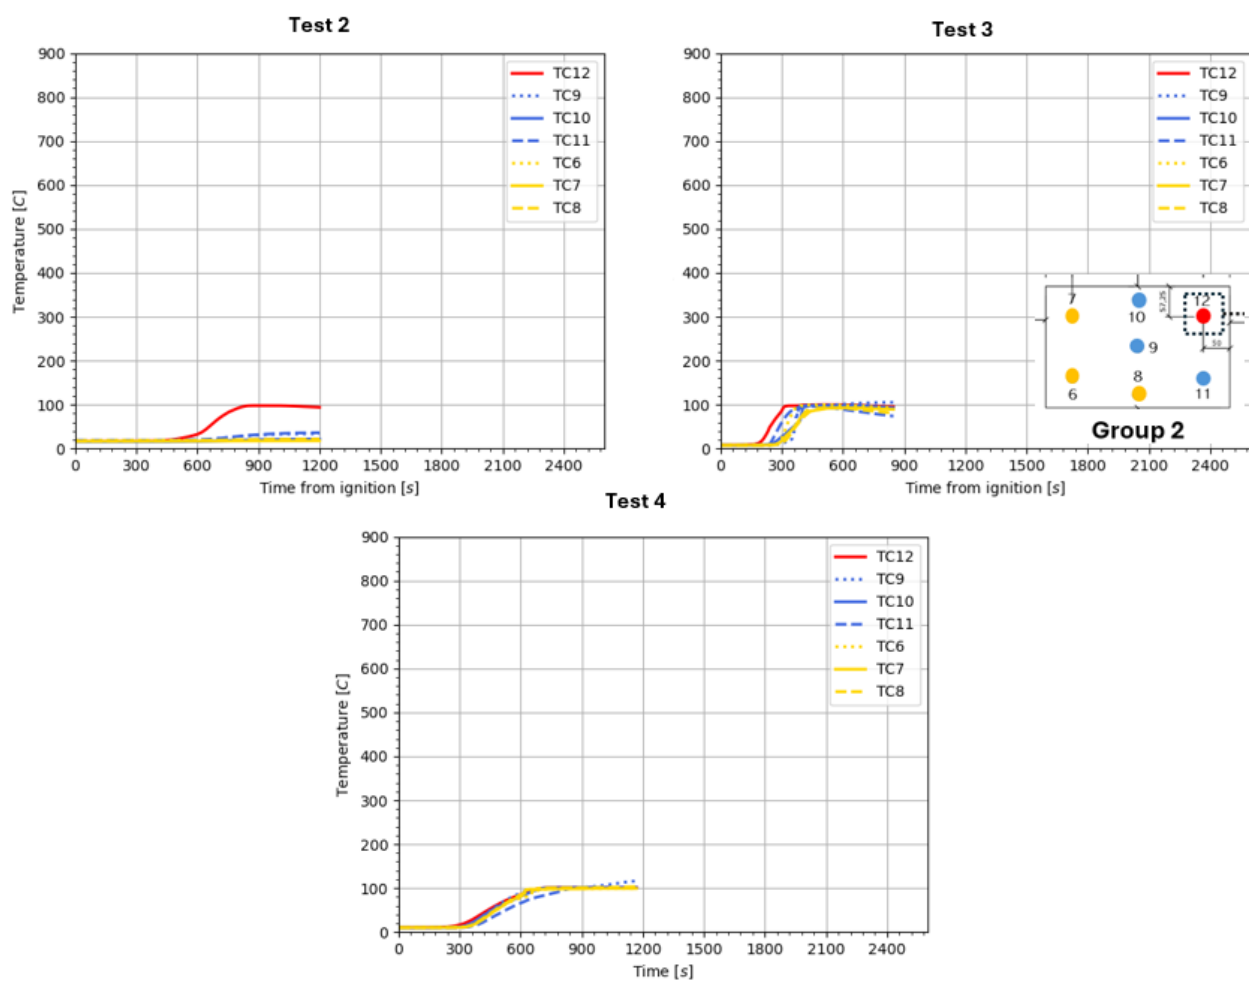 Test 2
900
800
700
600
500
400
300
200
100
0
Temperature [C]
0 300 600 900 1200 1500 1800 2100 2400
Time from ignition [s]
TC12
TC9
TC10
TC11
TC6
TC7
TC8
Test 3
900
800
700
600
500
400
300
200
100
0
0 300 600 900 1200 1500 1800 2100 2400
Time from ignition [s]
TC12
TC9
TC10
TC11
TC6
TC7
TC8
7
10
57,25
12
9
50
6
8
11
Group 2
Test 4
900
800
700
600
500
400
300
200
100
0
Temperature [C]
0 300 600 900 1200 1500 1800 2100 2400
Time [s]
TC12
TC9
TC10
TC11
TC6
TC7
TC8